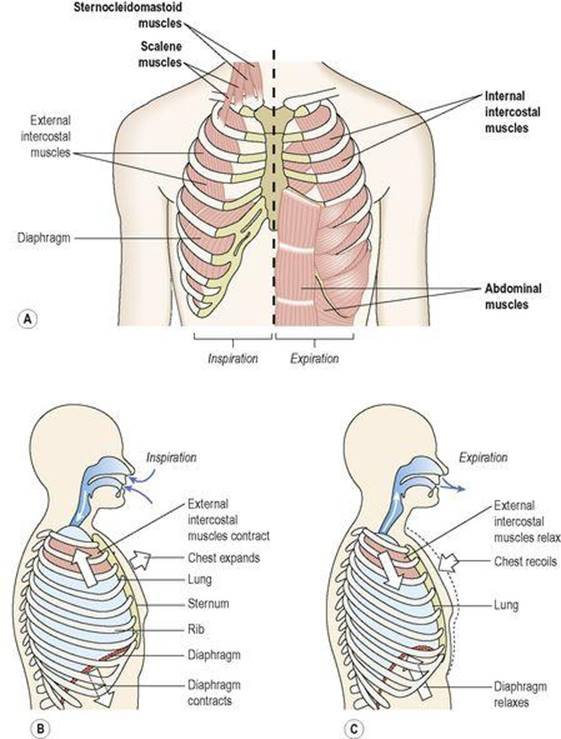 Sternocleidomastoid
muscles
Scalene
muscles
External
intercostal
muscles
Diaphragm
Internal
intercostal
muscles
Abdominal
muscles
A
Inspiration
Expiration
Inspiration
External
intercostal
muscles contract
Chest expands
Lung
Sternum
Rib
Diaphragm
Diaphragm
contracts
B
Expiration
External
intercostal
muscles relax
Chest recoils
Lung
Diaphragm
relaxes
C